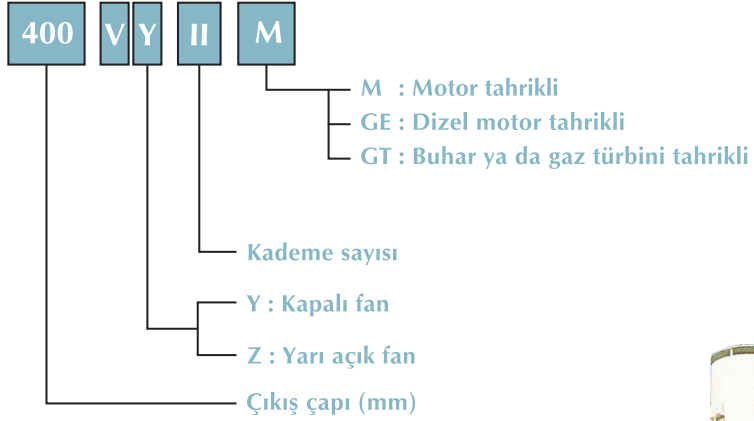 400 V Y II M
M : Motor tahrikli
GE : Dizel motor tahrikli
GT : Buhar ya da gaz türbini tahrikli
Kademe sayısı
Y : Kapalı fan
Z : Yarı açık fan
Çıkış çapı (mm)